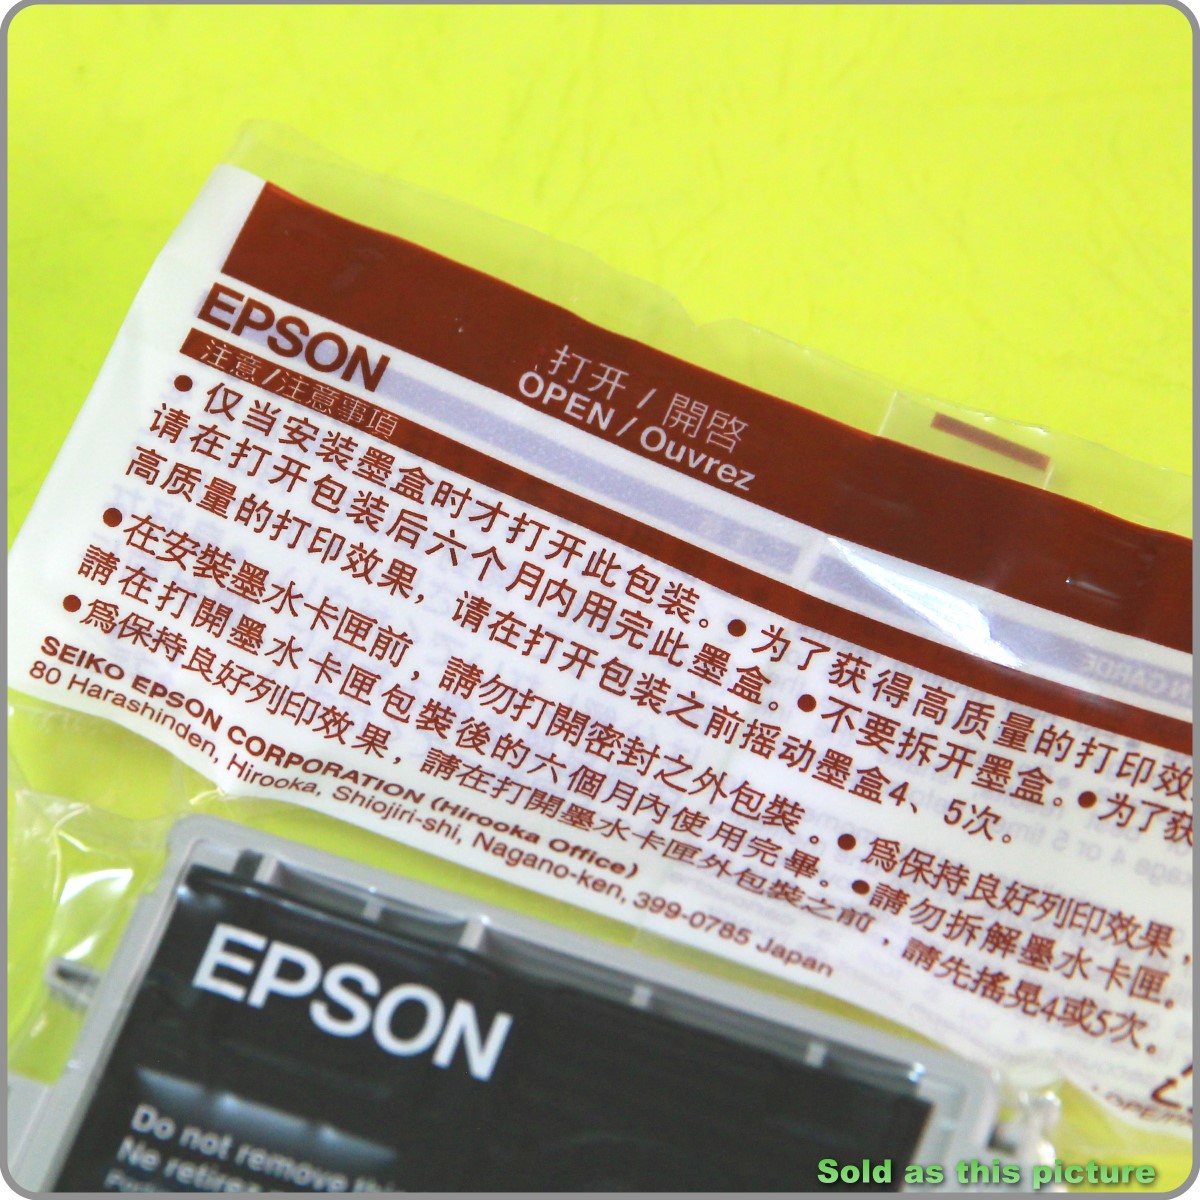 打开 / 開啓
OPEN / Ouvrez
EPSON
注意/注意事項
● 仅当安装墨盒时才打开此包装。●为了获得高质量的打印效
请在打开包装后六个月内用完此墨盒。●不要拆开墨盒。●为了获
高质量的打印效果，请在打开包装之前摇动墨盒4、5次。
●在安裝墨水卡匣前，請勿打開密封之外包裝。●爲保持良好列印效果，
請在打開墨水卡匣包裝後的六個月內使用完畢。●請勿拆解墨水卡匣。
●爲保持良好列印效果，請在打開墨水卡匣外包裝之前，請先搖晃4或5次。
SEIKO EPSON CORPORATION (Hirooka Office)
80 Harashinden, Hirooka, Shiojiri-shi, Nagano-ken, 399-0785 Japan
EPSON
Do not remove
Ne retirez
Sold as this picture